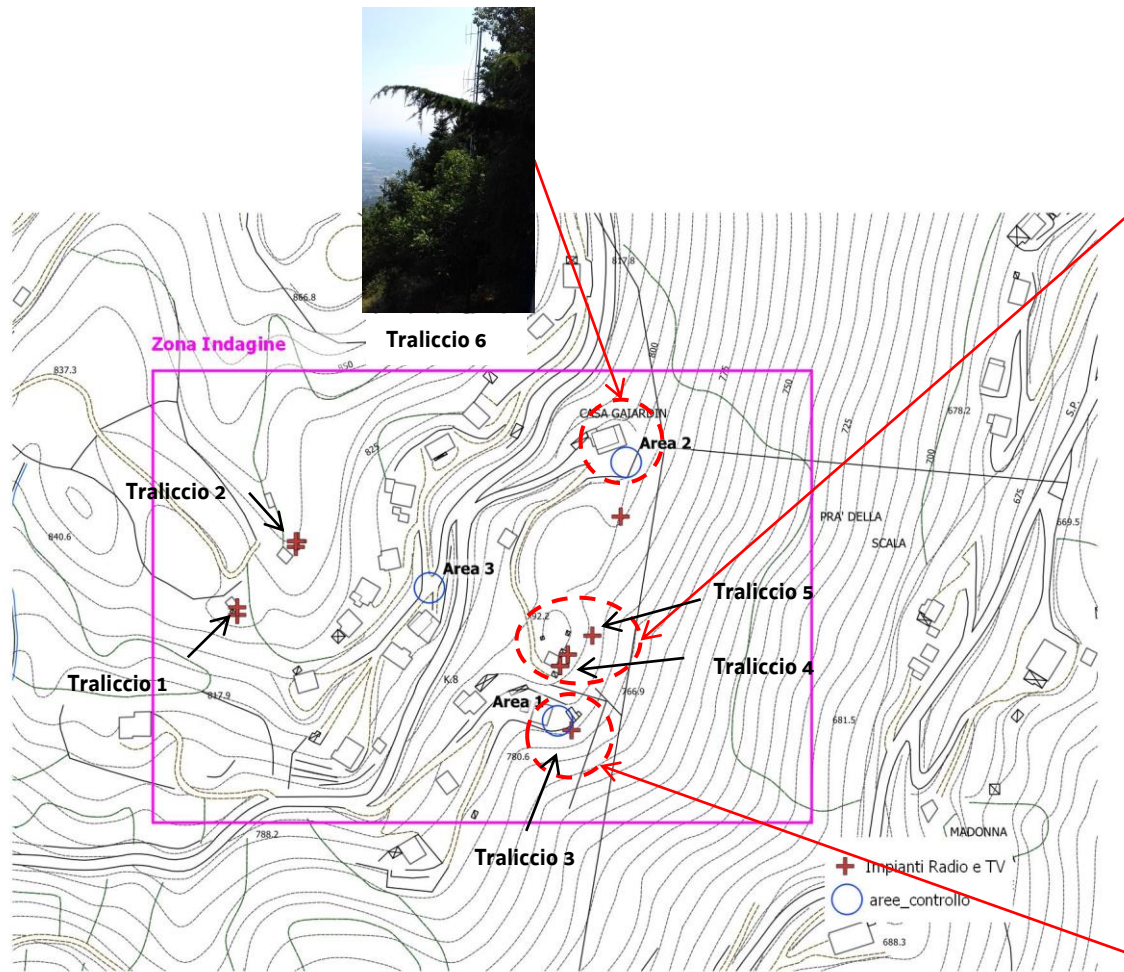 Traliccio 6
817.8
866.8
Zona Indagine
850
800
775
750
837.3
678.2
S.P.
CASA GAIARDIN
725
825
Area 2
700
675
Traliccio 2
PRA' DELLA
669.5
840.6
SCALA
Area 3
Traliccio 5
792.2
Traliccio 4
Traliccio 1
K.8
766.9
817.9
Area 1
681.5
780.6
788.2
MADONNA
Traliccio 3
Impianti Radio e TV
aree_controllo
688.3